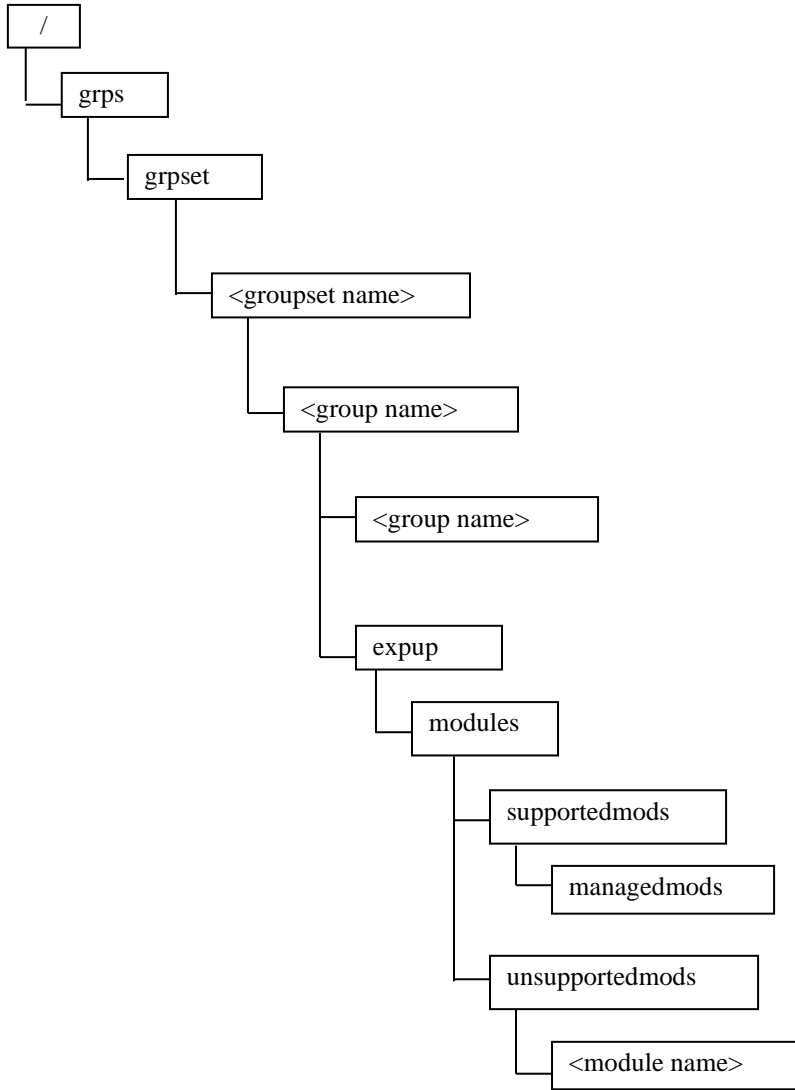 /
grps
grpset
<groupset name>
<group name>
<group name>
expup
modules
supportedmods
managedmods
unsupportedmods
<module name>